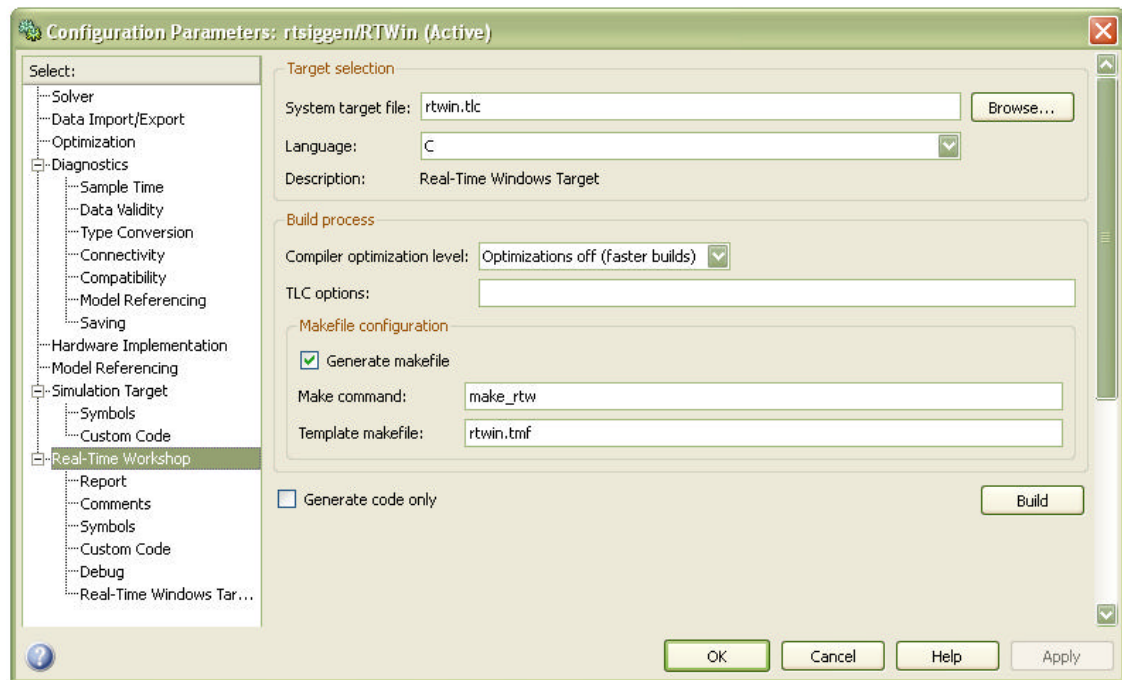 Configuration Parameters: rtsiggen/RTWin (Active)
Select:
Solver
Data Import/Export
Optimization
Diagnostics
Sample Time
Data Validity
Type Conversion
Connectivity
Compatibility
Model Referencing
Saving
Hardware Implementation
Model Referencing
Simulation Target
Symbols
Custom Code
Real-Time Workshop
Report
Comments
Symbols
Custom Code
Debug
Real-Time Windows Tar...
Target selection
System target file: rtwin.tlc Browse...
Language: C
Description: Real-Time Windows Target
Build process
Compiler optimization level: Optimizations off (faster builds)
TLC options:
Makefile configuration
Generate makefile
Make command: make_rtw
Template makefile: rtwin.tmf
Generate code only Build
OK Cancel Help Apply